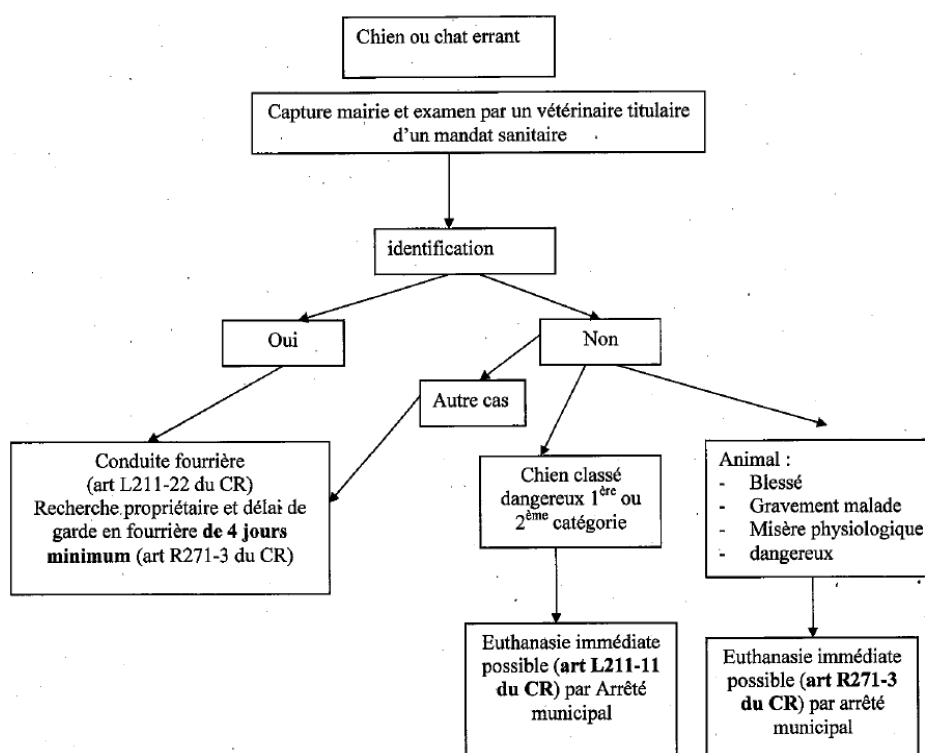 Chien ou chat errant
Capture mairie et examen par un vétérinaire titulaire
d'un mandat sanitaire
identification
Oui
Non
Autre cas
Conduite fourrière
(art L211-22 du CR)
Recherche propriétaire et délai de
garde en fourrière de 4 jours
minimum (art R271-3 du CR)
Chien classé
dangereux 1ère ou
2ème catégorie
Animal :
- Blessé
- Gravement malade
- Misère physiologique
- dangereux
Euthanasie immédiate
possible (art L211-11
du CR) par Arrêté
municipal
Euthanasie immédiate
possible (art R271-3
du CR) par arrêté
municipal